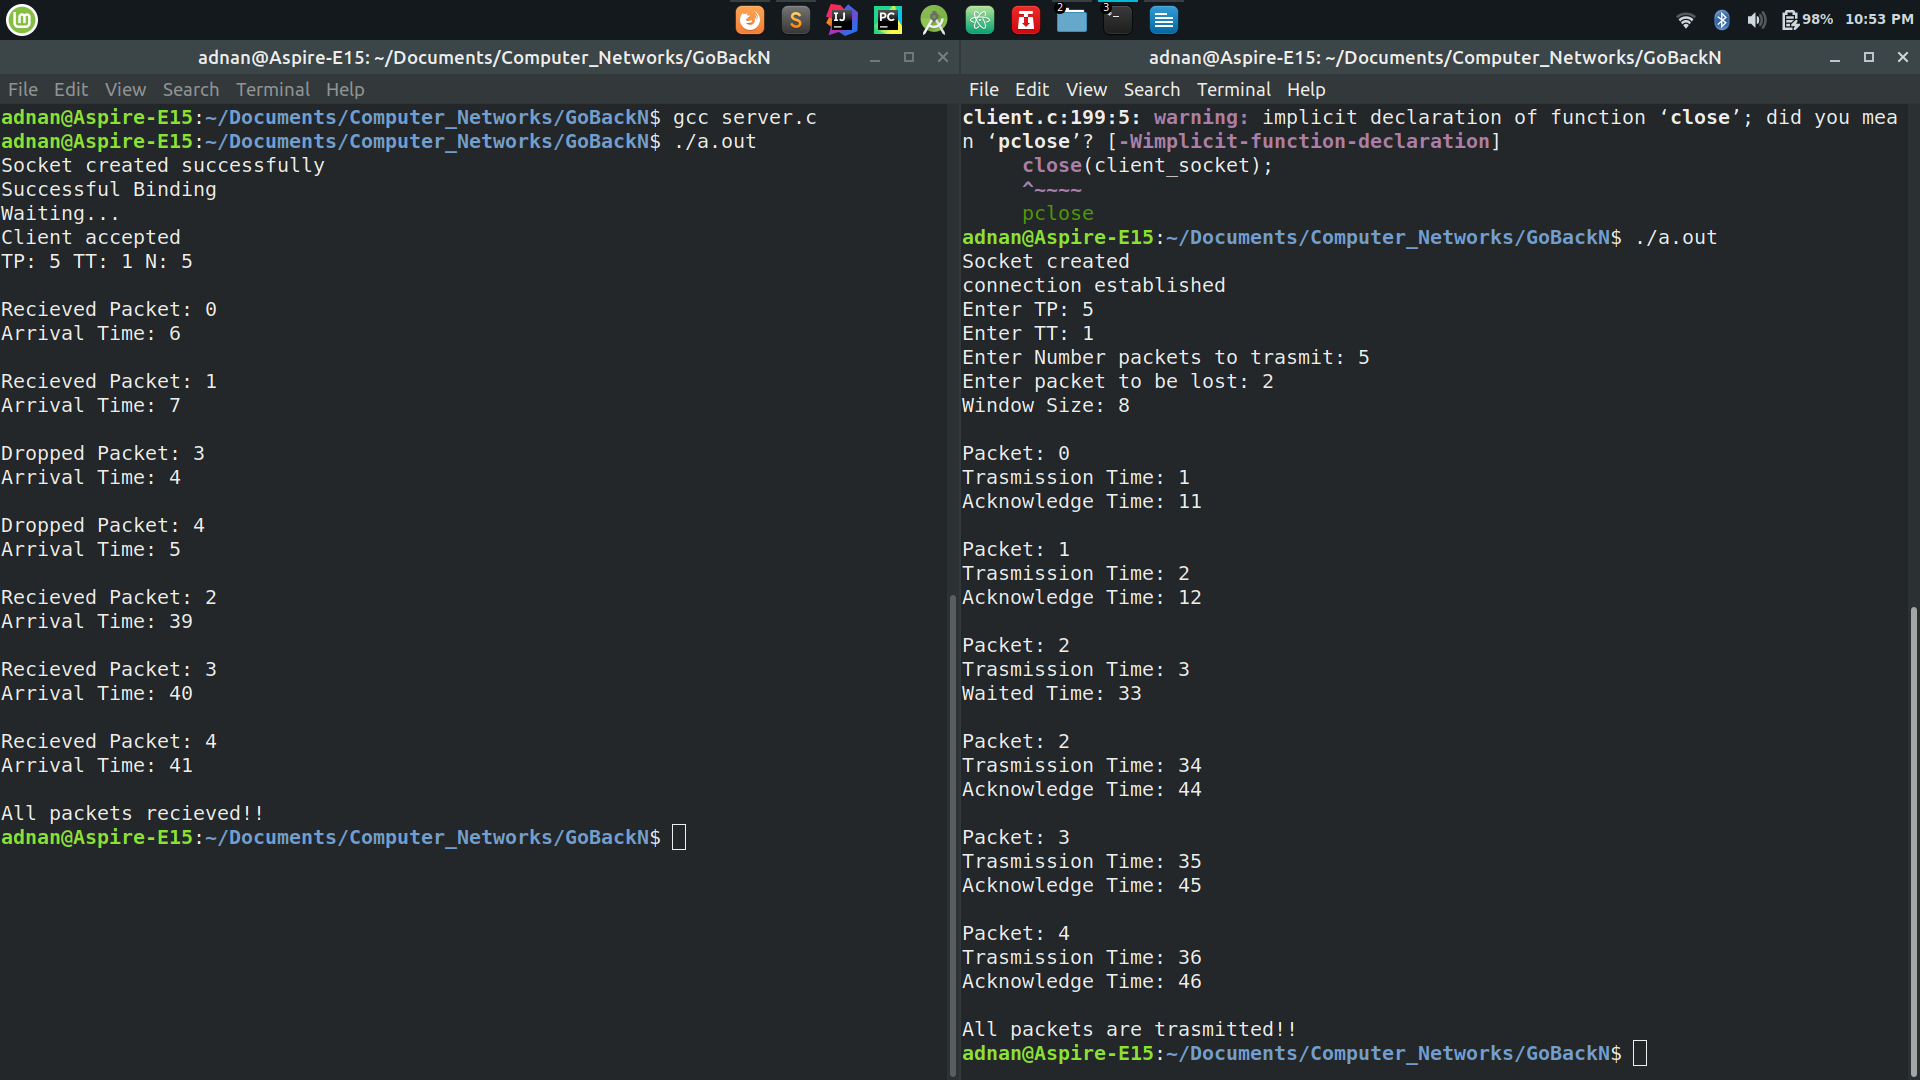 2
3
98%
10:53 PM
adnan@Aspire-E15: ~/Documents/Computer_Networks/GoBackN
File Edit View Search Terminal Help
adnan@Aspire-E15:~/Documents/Computer_Networks/GoBackN$ gcc server.c
adnan@Aspire-E15:~/Documents/Computer_Networks/GoBackN$ ./a.out
Socket created successfully
Successful Binding
Waiting...
Client accepted
TP: 5 TT: 1 N: 5
Recieved Packet: 0
Arrival Time: 6
Recieved Packet: 1
Arrival Time: 7
Dropped Packet: 3
Arrival Time: 4
Dropped Packet: 4
Arrival Time: 5
Recieved Packet: 2
Arrival Time: 39
Recieved Packet: 3
Arrival Time: 40
Recieved Packet: 4
Arrival Time: 41
All packets recieved!!
adnan@Aspire-E15:~/Documents/Computer_Networks/GoBackN$
adnan@Aspire-E15: ~/Documents/Computer_Networks/GoBackN
File Edit View Search Terminal Help
client.c:199:5: warning: implicit declaration of function ‘close’; did you mea
n ‘pclose’? [-Wimplicit-function-declaration]
close(client_socket);
^~~~~
pclose
adnan@Aspire-E15:~/Documents/Computer_Networks/GoBackN$ ./a.out
Socket created
connection established
Enter TP: 5
Enter TT: 1
Enter Number packets to trasmit: 5
Enter packet to be lost: 2
Window Size: 8
Packet: 0
Trasmission Time: 1
Acknowledge Time: 11
Packet: 1
Trasmission Time: 2
Acknowledge Time: 12
Packet: 2
Trasmission Time: 3
Waited Time: 33
Packet: 2
Trasmission Time: 34
Acknowledge Time: 44
Packet: 3
Trasmission Time: 35
Acknowledge Time: 45
Packet: 4
Trasmission Time: 36
Acknowledge Time: 46
All packets are trasmitted!!
adnan@Aspire-E15:~/Documents/Computer_Networks/GoBackN$